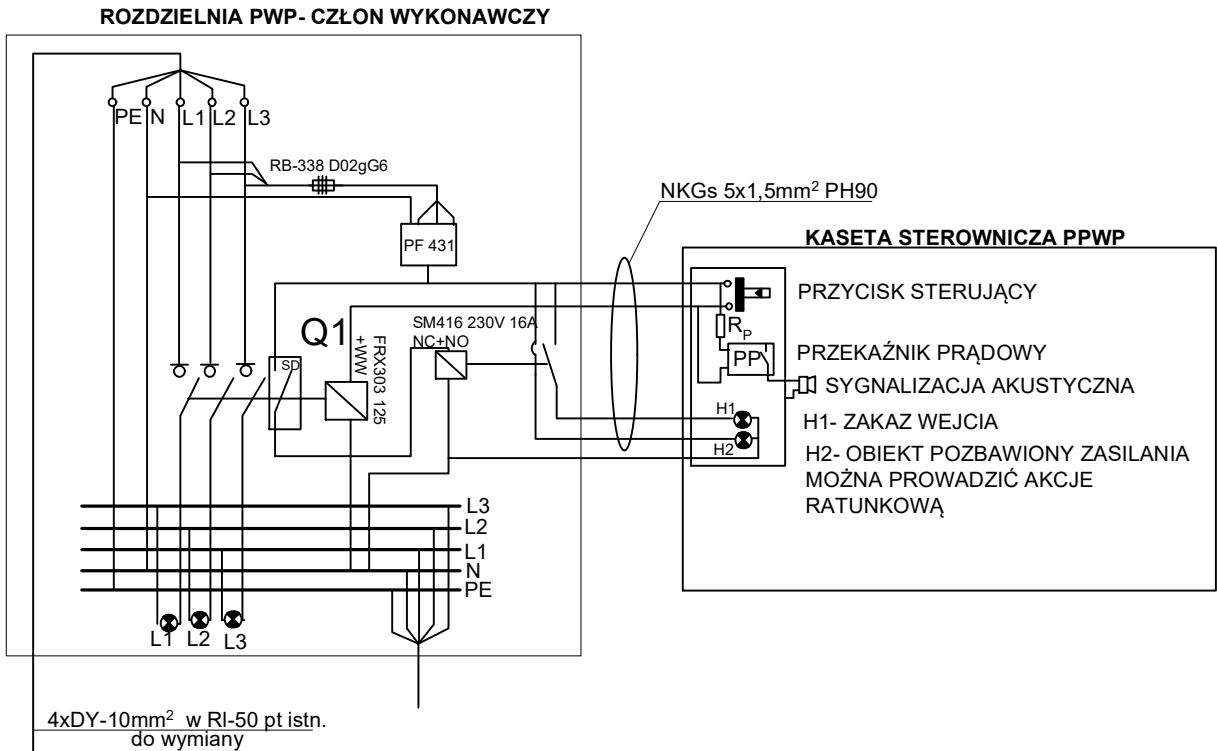 ROZDZIELNIA PWP- CZŁON WYKONAWCZY
PE N L1 L2 L3
RB-338 D02gG6
PF 431
NKGs 5x1,5mm² PH90
KASETA STEROWNICZA PPWP
PRZYCISK STERUJĄCY
RP
PRZEKAŹNIK PRĄDOWY
PP
SYGNALIZACJA AKUSTYCZNA
H1
H1- ZAKAZ WEJCIA
H2
H2- OBIEKT POZBAWIONY ZASILANIA
MOŻNA PROWADZIĆ AKCJE
RATUNKOWĄ
Q1
SM416 230V 16A
NC+NO
SD
FRX303 125
+WW
L3
L2
L1
N
PE
L1 L2 L3
4xDY-10mm² w RI-50 pt istn.
do wymiany